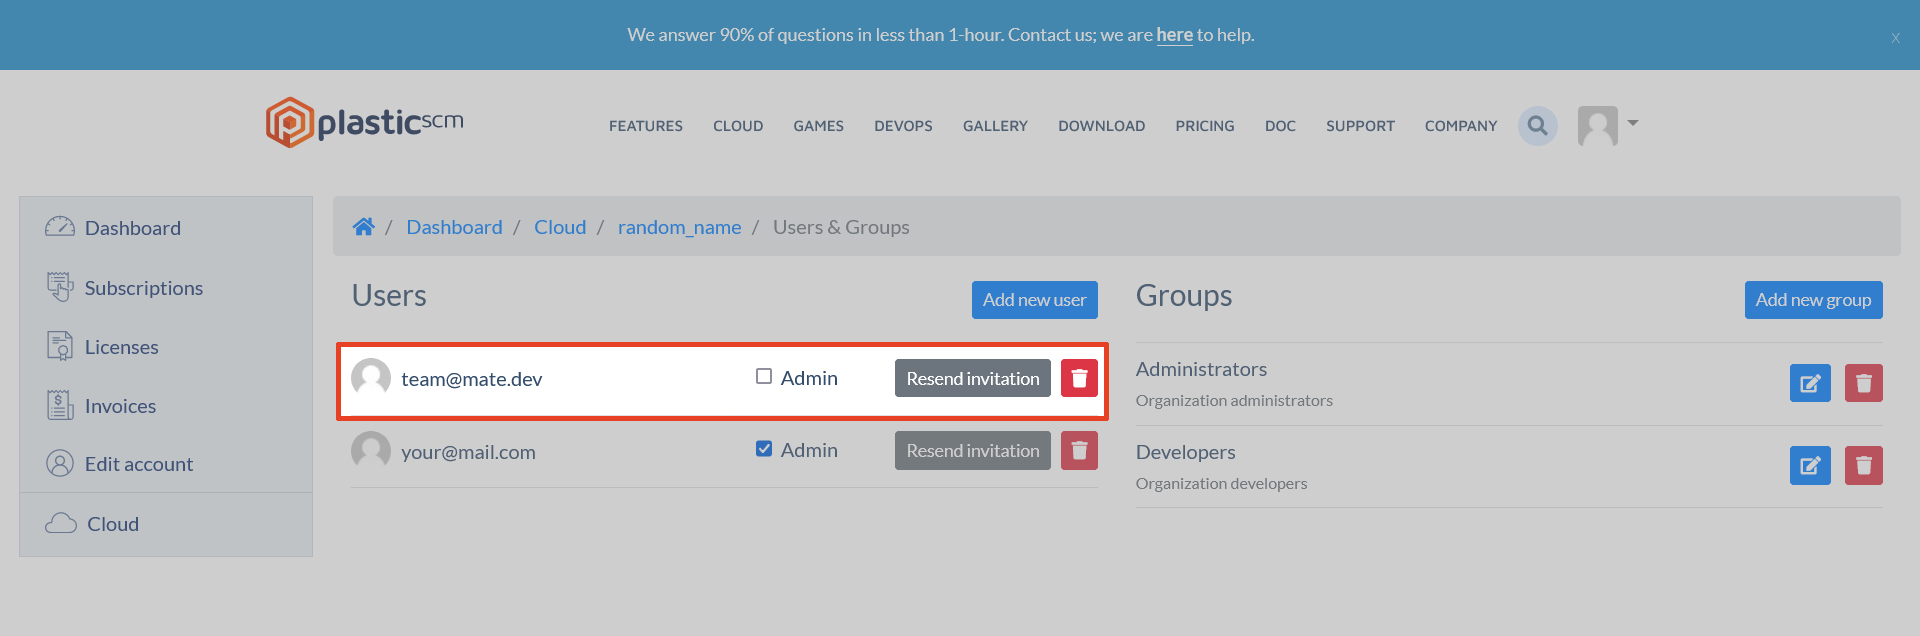 We answer 90% of questions in less than 1-hour. Contact us; we are here to help.
x
plastic scm
FEATURES CLOUD GAMES DEVOPS GALLERY DOWNLOAD PRICING DOC SUPPORT COMPANY
Dashboard
Subscriptions
Licenses
Invoices
Edit account
Cloud
/ Dashboard / Cloud / random_name / Users & Groups
Users
Add new user
team@mate.dev Admin Resend invitation
your@mail.com Admin Resend invitation
Groups
Add new group
Administrators
Organization administrators
Developers
Organization developers